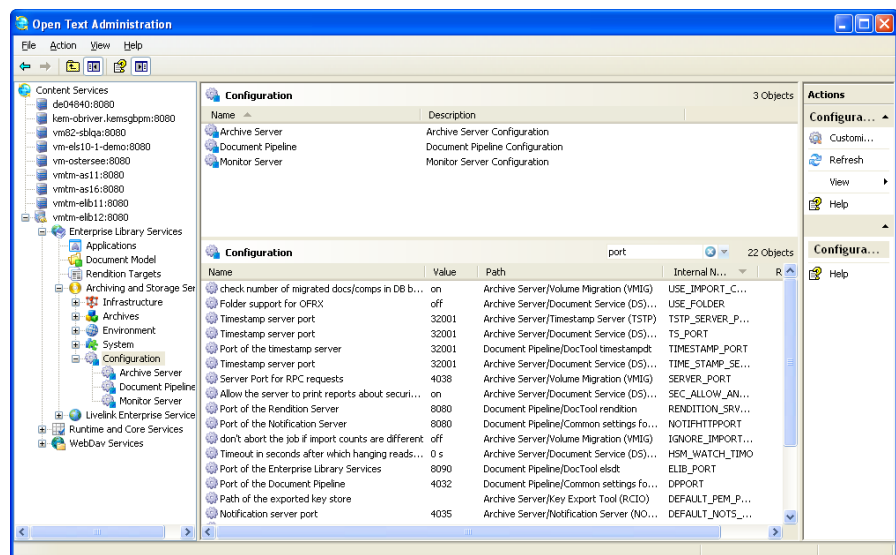 Open Text Administration
File Action View Help
Content Services
de04840:8080
kem-obriver.kemsgbpm:8080
vm82-sblqa:8080
vm-els10-1-demo:8080
vm-ostersee:8080
vmtm-as11:8080
vmtm-as16:8080
vmtm-elib11:8080
vmtm-elib12:8080
Enterprise Library Services
Applications
Document Model
Rendition Targets
Archiving and Storage Ser
Infrastructure
Archives
Environment
System
Configuration
Archive Server
Document Pipeline
Monitor Server
Livelink Enterprise Service
Runtime and Core Services
WebDav Services
Configuration 3 Objects
Name Description
Archive Server Archive Server Configuration
Document Pipeline Document Pipeline Configuration
Monitor Server Monitor Server Configuration
Configuration port 22 Objects
Name Value Path Internal N... R
check number of migrated docs/comps in DB b... on Archive Server/Volume Migration (VMIG) USE_IMPORT_C...
Folder support for OFRX off Archive Server/Document Service (DS)... USE_FOLDER
Timestamp server port 32001 Archive Server/Timestamp Server (TSTP) TSTP_SERVER_P...
Timestamp server port 32001 Archive Server/Document Service (DS)... TS_PORT
Port of the timestamp server 32001 Document Pipeline/DocTool timestampdt TIMESTAMP_PORT
Timestamp server port 32001 Archive Server/Document Service (DS)... TIME_STAMP_SE...
Server Port for RPC requests 4038 Archive Server/Volume Migration (VMIG) SERVER_PORT
Allow the server to print reports about securi... on Archive Server/Document Service (DS)... SEC_ALLOW_AN...
Port of the Rendition Server 8080 Document Pipeline/DocTool rendition RENDITION_SRV...
Port of the Notification Server 8080 Document Pipeline/Common settings fo... NOTIFHTTPPORT
don't abort the job if import counts are different off Archive Server/Volume Migration (VMIG) IGNORE_IMPORT...
Timeout in seconds after which hanging reads... 0 s Archive Server/Document Service (DS)... HSM_WATCH_TIMO
Port of the Enterprise Library Services 8090 Document Pipeline/DocTool elsdt ELIB_PORT
Port of the Document Pipeline 4032 Document Pipeline/Common settings fo... DPPORT
Path of the exported key store Archive Server/Key Export Tool (RCIO) DEFAULT_PEM_P...
Notification server port 4035 Archive Server/Notification Server (NO... DEFAULT_NOTS_...
Actions
Configura...
Customi...
Refresh
View
Help
Configura...
Help